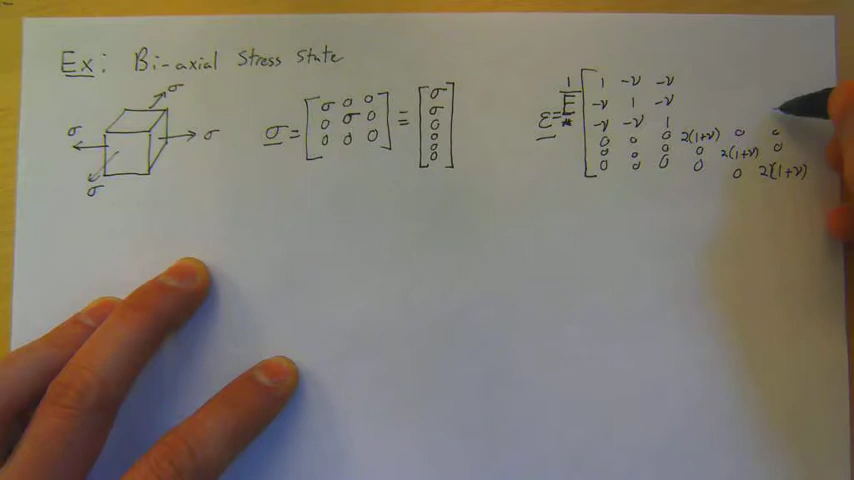 Ex: Bi-axial Stress State
σ
σ σ
σ
σ = [σ 0 0
0 σ 0
0 0 0] = [σ
σ
0
0
0
0]
ε = 1/E [1 -ν -ν
-ν 1 -ν
-ν -ν 1
0 0 0 2(1+ν) 0 0
0 0 0 0 2(1+ν) 0
0 0 0 0 0 2(1+ν)